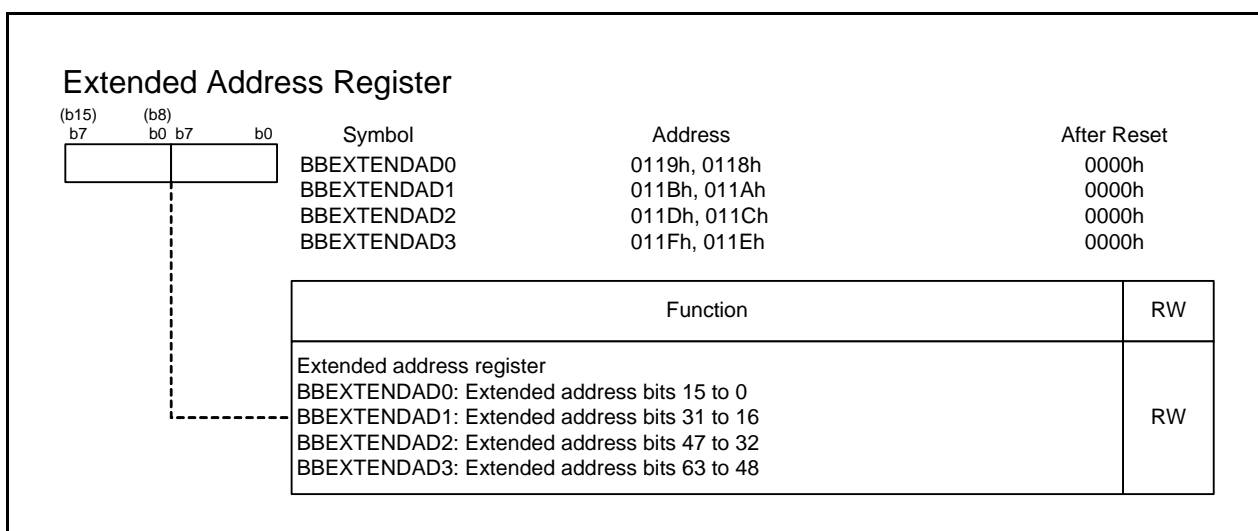 Extended Address Register
(b15) (b8)
b7 b0 b7 b0 Symbol Address After Reset
BBEXTENDAD0 0119h, 0118h 0000h
BBEXTENDAD1 011Bh, 011Ah 0000h
BBEXTENDAD2 011Dh, 011Ch 0000h
BBEXTENDAD3 011Fh, 011Eh 0000h
Function RW
Extended address register
BBEXTENDAD0: Extended address bits 15 to 0
BBEXTENDAD1: Extended address bits 31 to 16 RW
BBEXTENDAD2: Extended address bits 47 to 32
BBEXTENDAD3: Extended address bits 63 to 48